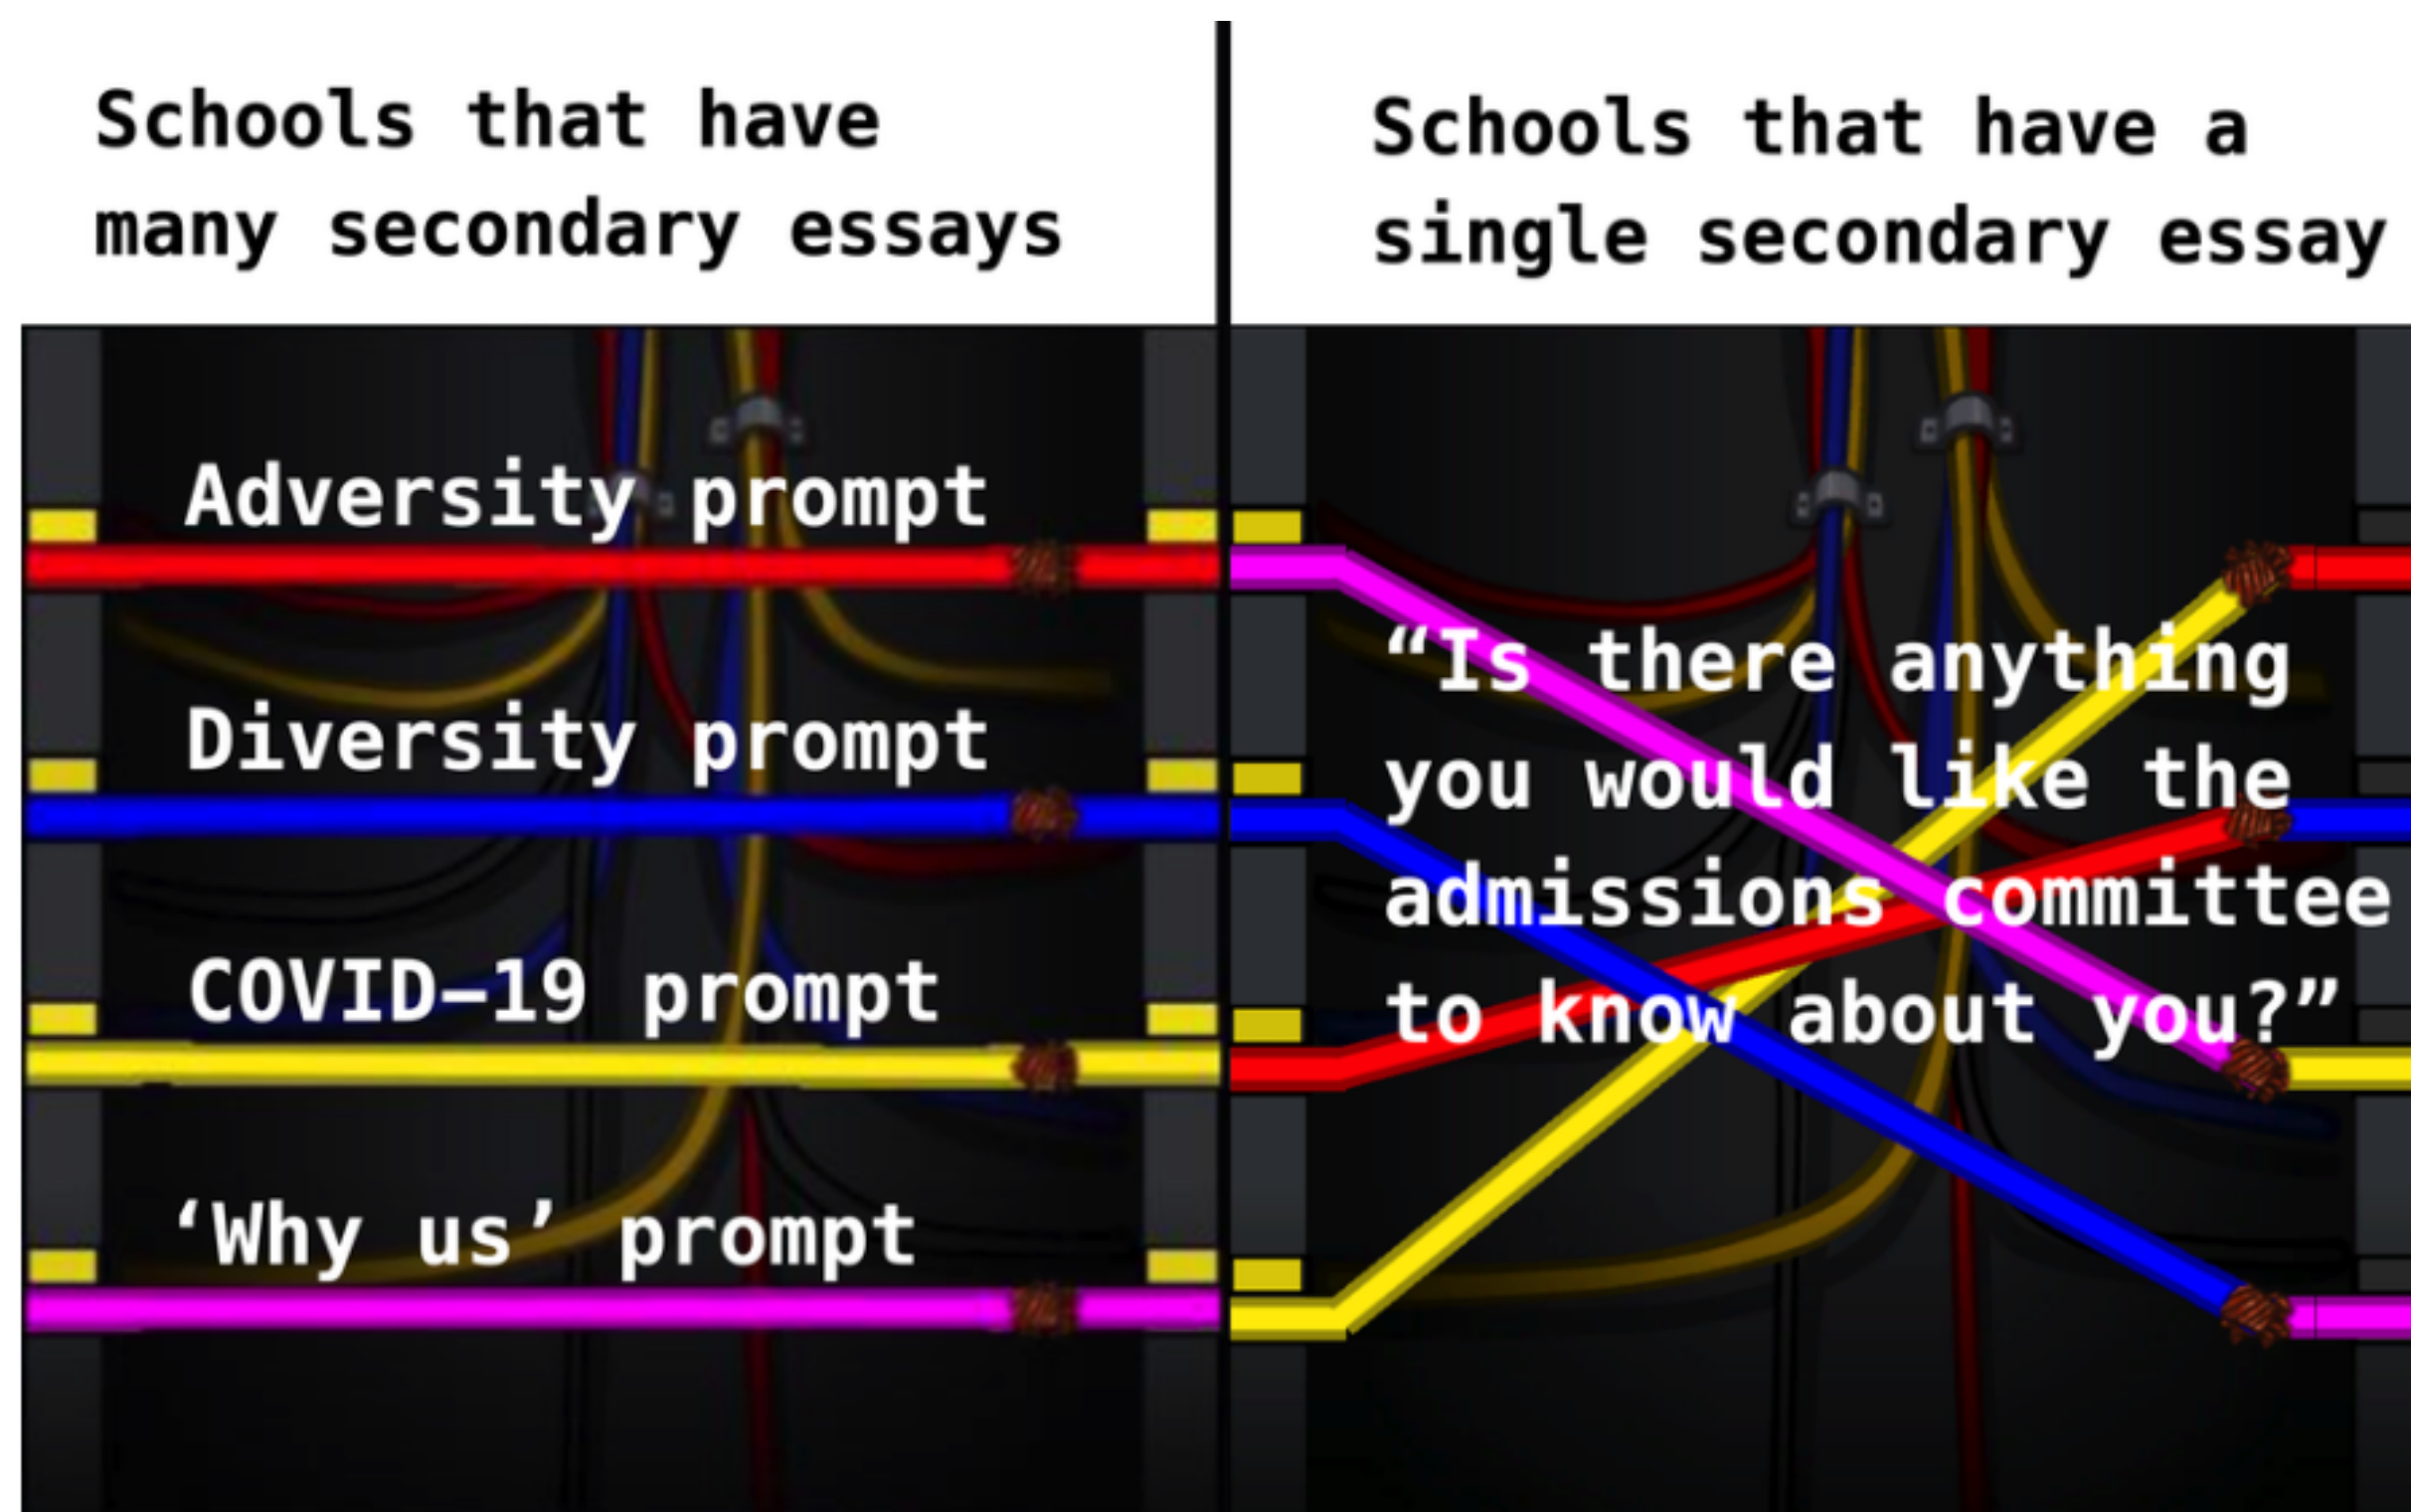 Schools that have
many secondary essays
Schools that have a
single secondary essay
Adversity prompt
Diversity prompt
COVID–19 prompt
‘Why us’ prompt
“Is there anything
you would like the
admissions committee
to know about you?”